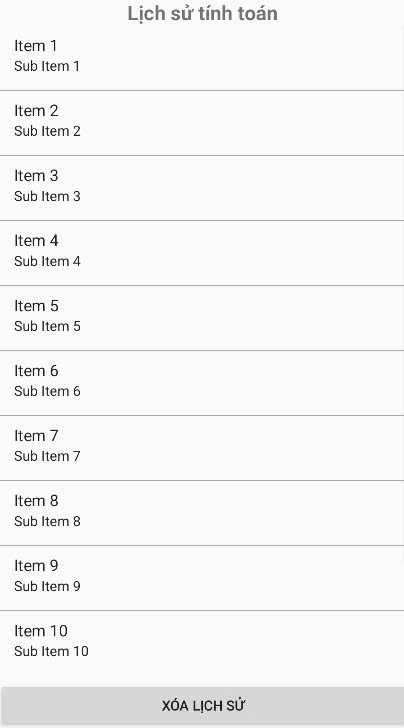 Lịch sử tính toán
Item 1
Sub Item 1
Item 2
Sub Item 2
Item 3
Sub Item 3
Item 4
Sub Item 4
Item 5
Sub Item 5
Item 6
Sub Item 6
Item 7
Sub Item 7
Item 8
Sub Item 8
Item 9
Sub Item 9
Item 10
Sub Item 10
XÓA LỊCH SỬ